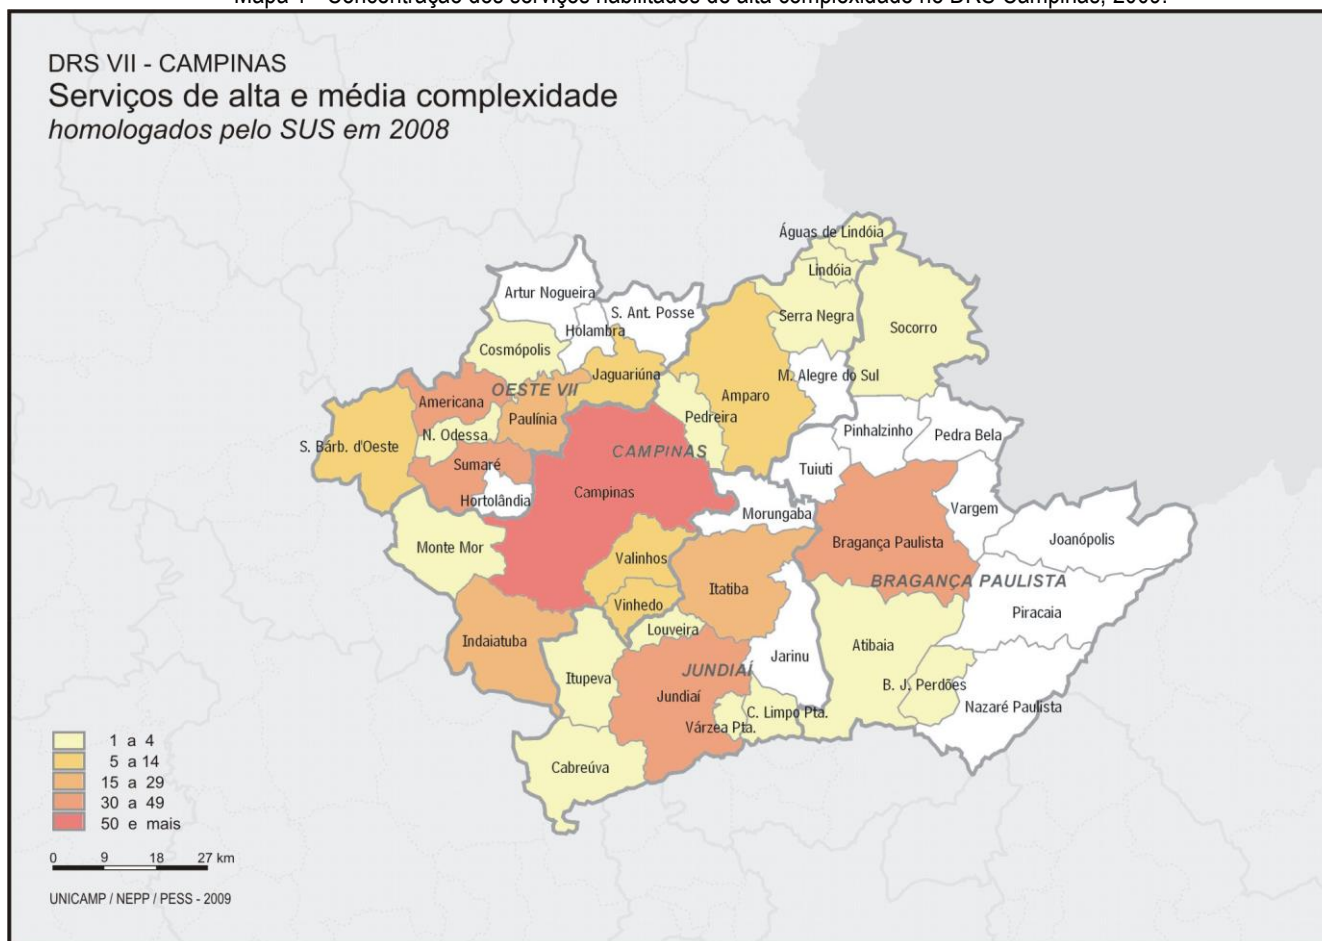 Mapa 1 - Concentração dos serviços habilitados de alta complexidade no DRS Campinas, 2009.
DRS VII - CAMPINAS
Serviços de alta e média complexidade
homologados pelo SUS em 2008
Águas de Lindóia
Lindóia
Artur Nogueira
S. Ant. Posse
Serra Negra
Socorro
Holambra
Cosmópolis
Jaguariúna
M. Alegre do Sul
OESTE VII
Amparo
Americana
Paulínia
Pedreira
Pinhalzinho
Pedra Bela
N. Odessa
S. Bárb. d'Oeste
CAMPINAS
Sumaré
Tuiuti
Campinas
Hortolândia
Morungaba
Vargem
Monte Mor
Bragança Paulista
Joanópolis
Valinhos
BRAGANÇA PAULISTA
Itatiba
Vinhedo
Piracaia
Louveira
Indaiatuba
Atibaia
Jarinu
JUNDIAÍ
Itupeva
B. J. Perdões
Jundiaí
Nazaré Paulista
C. Limpo Pta.
Várzea Pta.
Cabreúva
1 a 4
5 a 14
15 a 29
30 a 49
50 e mais
0 9 18 27 km
UNICAMP / NEPP / PESS - 2009